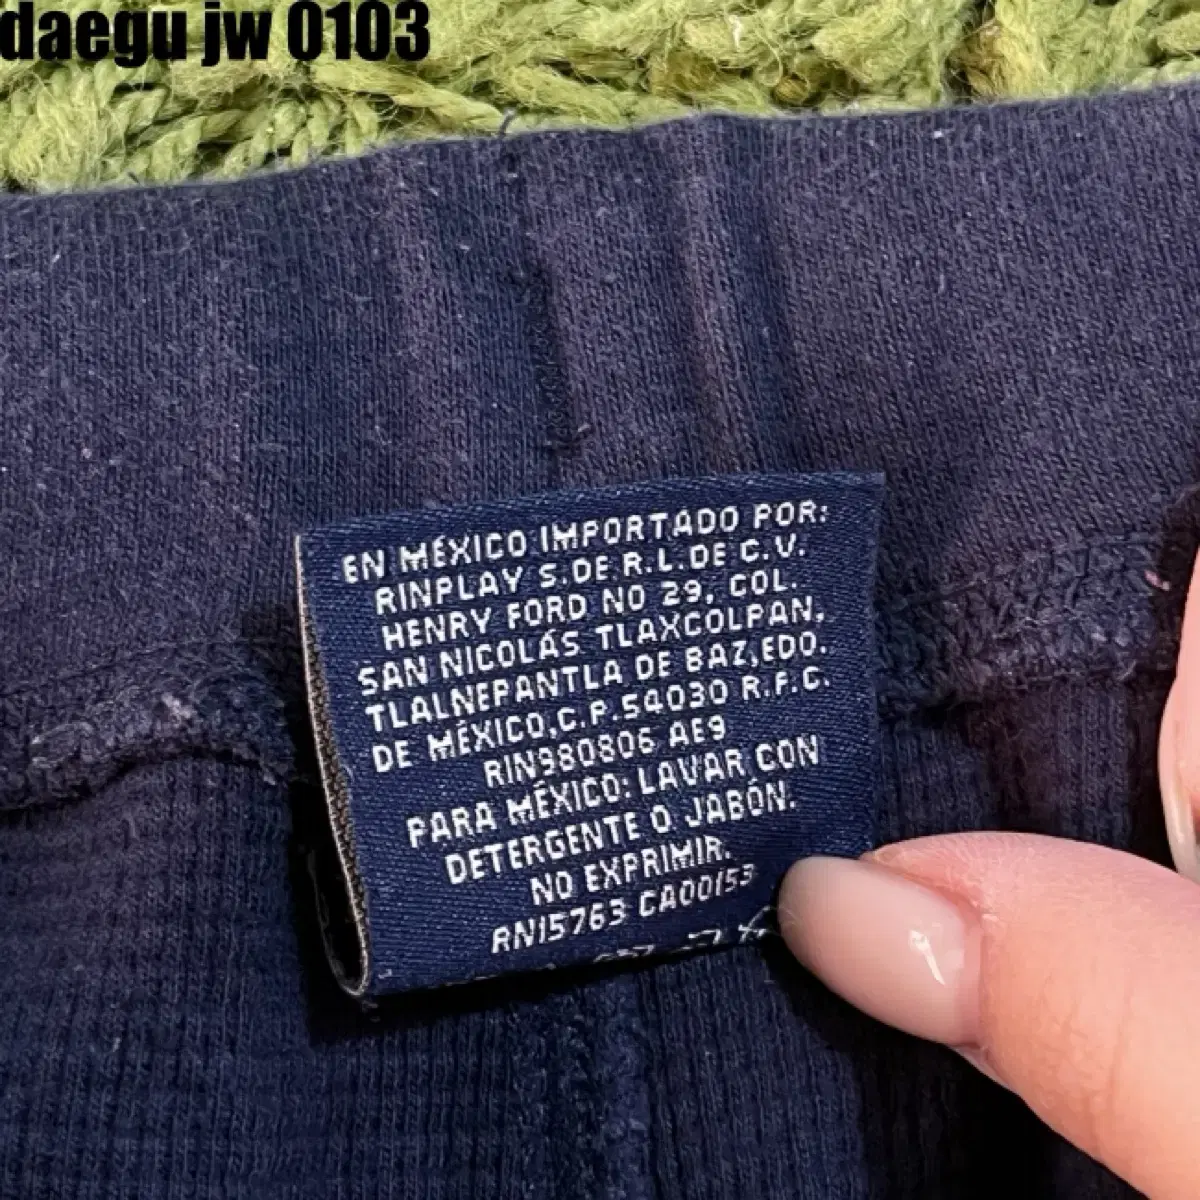 daegu jw 0103
EN MÉXICO IMPORTADO POR:
RINPLAY S.DE R.L.DE C.V.
HENRY FORD NO 29, COL.
SAN NICOLÁS TLAXCOLPAN,
TLALNEPANTLA DE BAZ,EDO.
DE MÉXICO,C.P.54030 R.F.C.
RIN980806 AE9
PARA MÉXICO: LAVAR CON
DETERGENTE O JABÓN.
NO EXPRIMIR.
RN15763 CA00153